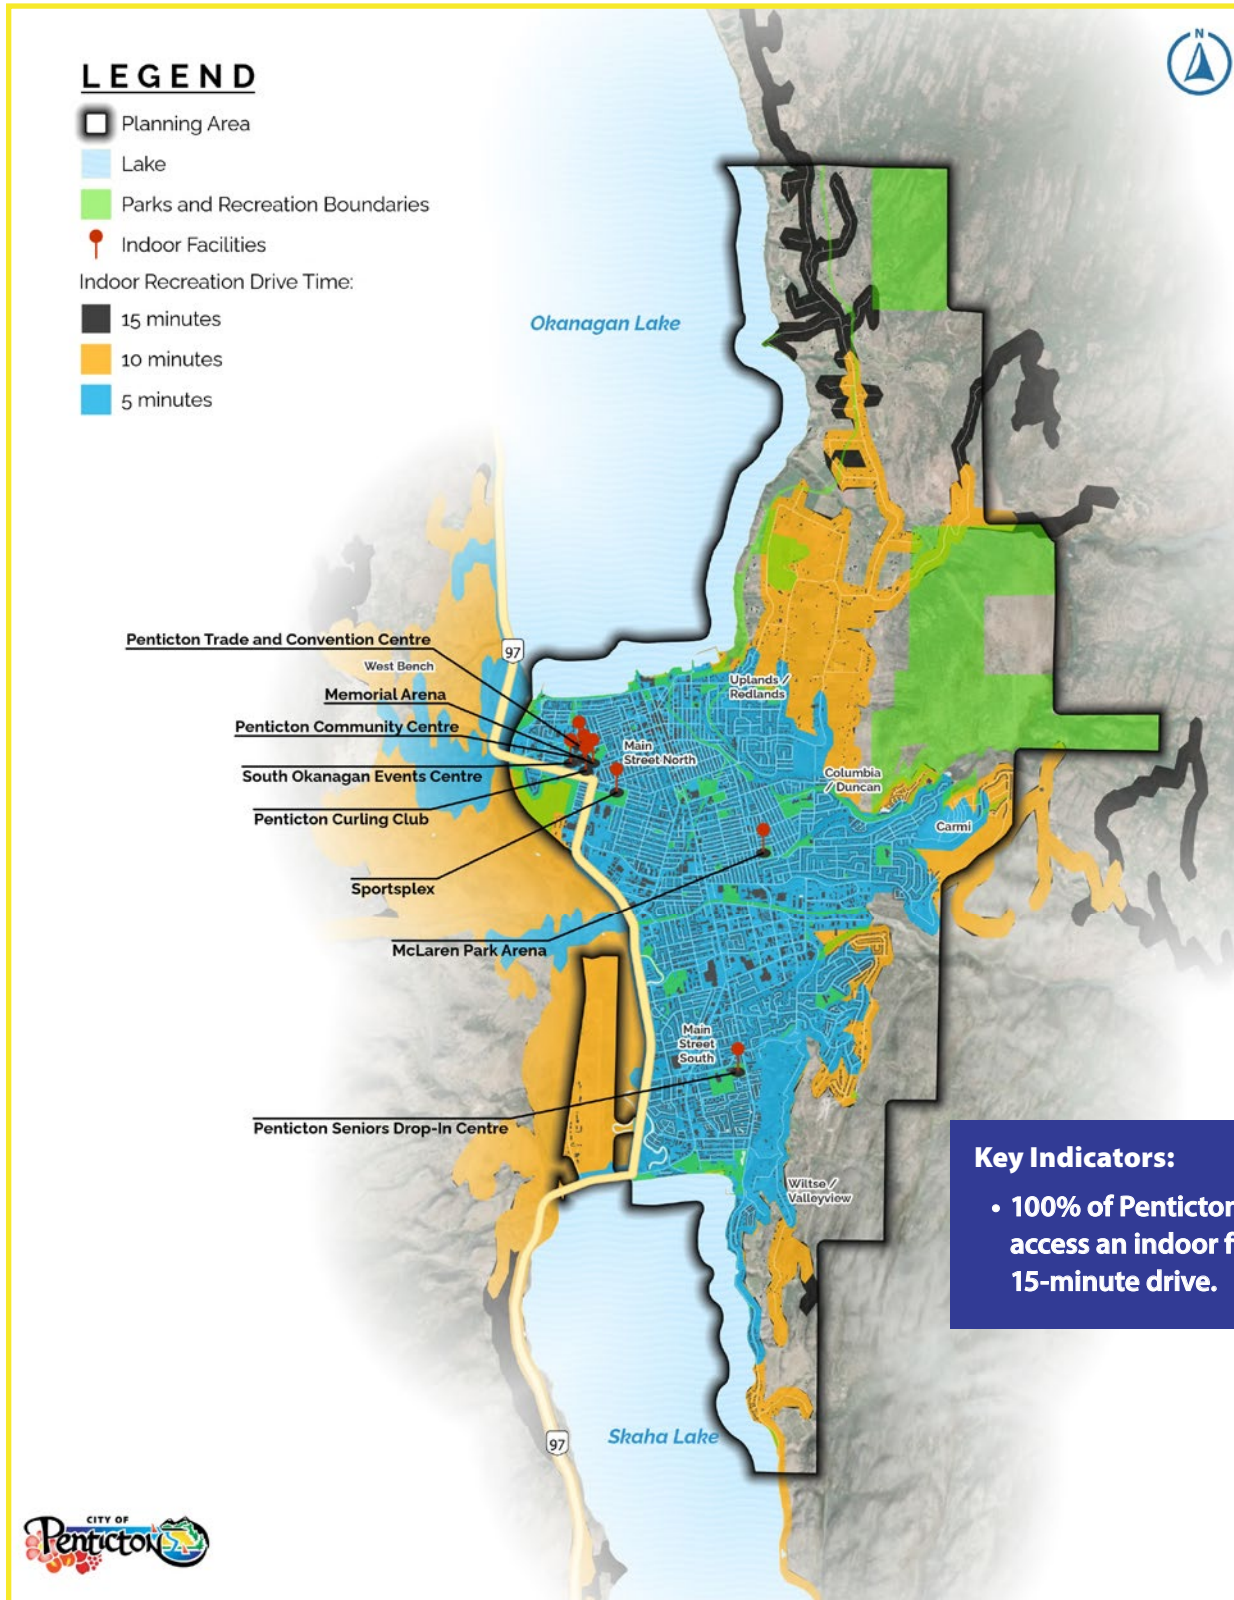 N
LEGEND
Planning Area
Lake
Parks and Recreation Boundaries
Indoor Facilities
Indoor Recreation Drive Time:
15 minutes
10 minutes
5 minutes
Okanagan Lake
97
Penticton Trade and Convention Centre
West Bench
Memorial Arena
Penticton Community Centre
South Okanagan Events Centre
Penticton Curling Club
Sportsplex
McLaren Park Arena
Penticton Seniors Drop-In Centre
Uplands /
Redlands
Main
Street North
Columbia
/ Duncan
Carmi
Main
Street
South
Wiltse /
Valleyview
Key Indicators:
• 100% of Penticton
access an indoor f
15-minute drive.
Skaha Lake
97
CITY OF
Penticton